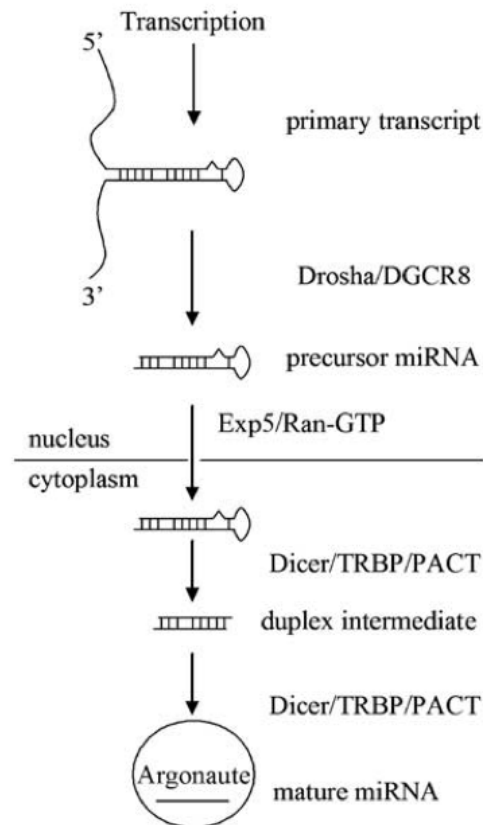 5’
Transcription
primary transcript
3’
Drosha/DGCR8
precursor miRNA
Exp5/Ran-GTP
nucleus
cytoplasm
Dicer/TRBP/PACT
duplex intermediate
Dicer/TRBP/PACT
Argonaute
mature miRNA